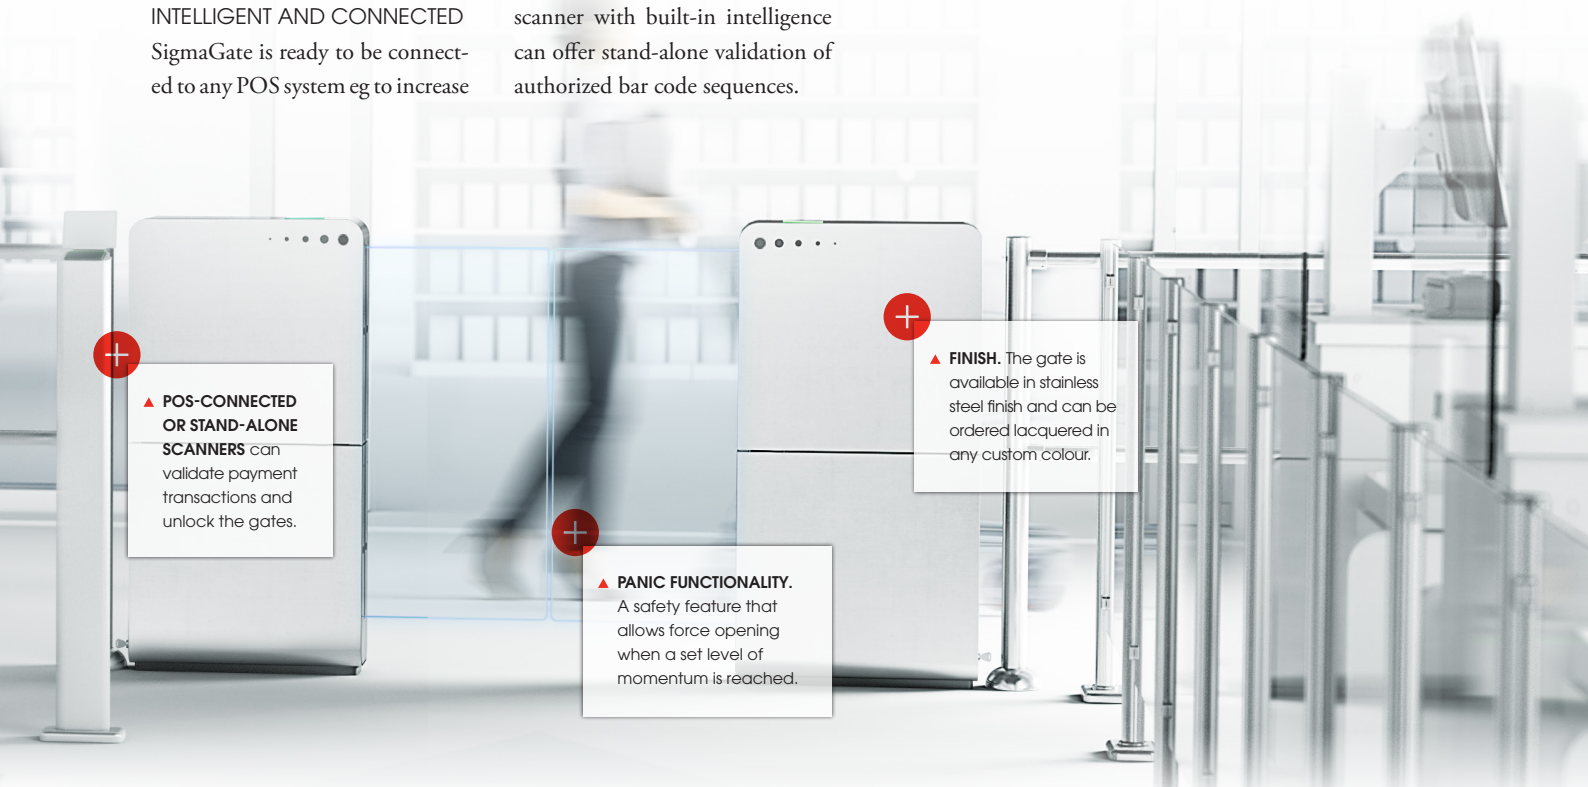 INTELLIGENT AND CONNECTED
SigmaGate is ready to be connect-
ed to any POS system eg to increase
scanner with built-in intelligence
can offer stand-alone validation of
authorized bar code sequences.
▲ POS-CONNECTED
OR STAND-ALONE
SCANNERS can
validate payment
transactions and
unlock the gates.
▲ PANIC FUNCTIONALITY.
A safety feature that
allows force opening
when a set level of
momentum is reached.
▲ FINISH. The gate is
available in stainless
steel finish and can be
ordered lacquered in
any custom colour.